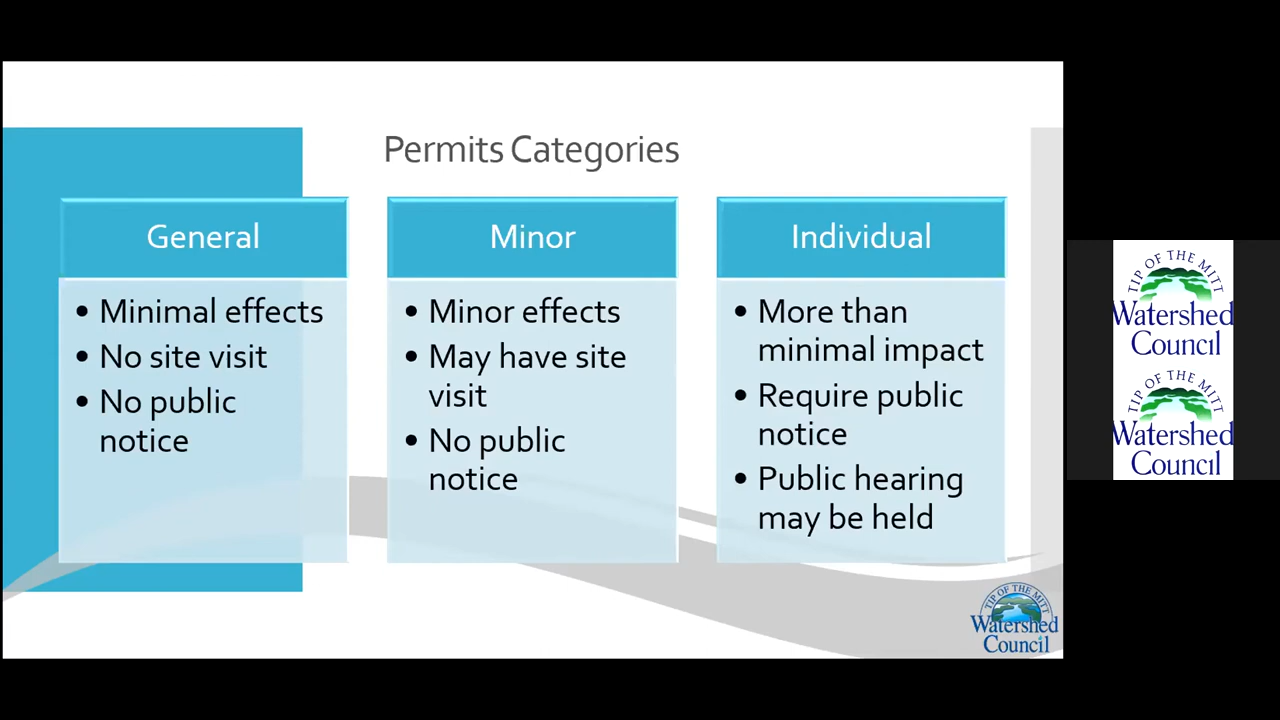 Permits Categories
General
• Minimal effects
• No site visit
• No public
notice
Minor
• Minor effects
• May have site
visit
• No public
notice
Individual
• More than
minimal impact
• Require public
notice
• Public hearing
may be held
TIP OF THE MITT
Watershed
Council
TIP OF THE MITT
Watershed
Council
TIP OF THE MITT
Watershed
Council